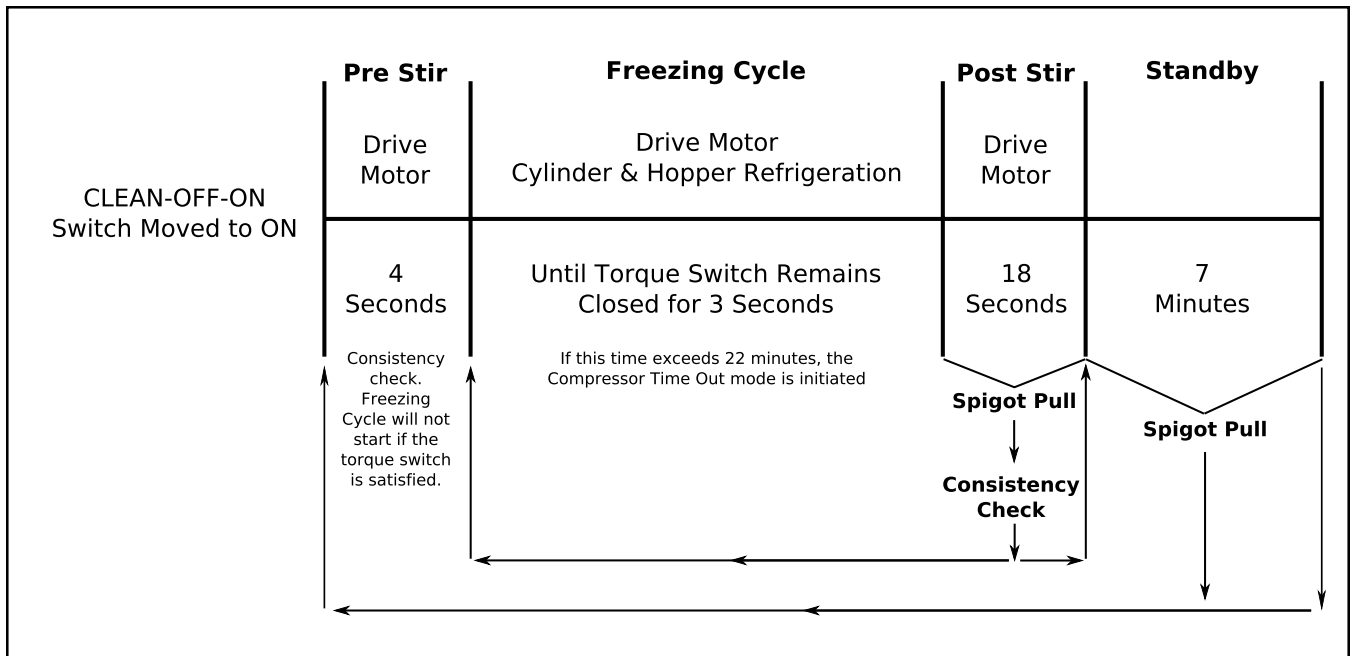 Pre Stir
Freezing Cycle
Post Stir
Standby
Drive
Motor
Drive Motor
Cylinder & Hopper Refrigeration
Drive
Motor
CLEAN-OFF-ON
Switch Moved to ON
4
Seconds
Until Torque Switch Remains
Closed for 3 Seconds
18
Seconds
7
Minutes
Consistency
check.
Freezing
Cycle will not
start if the
torque switch
is satisfied.
If this time exceeds 22 minutes, the
Compressor Time Out mode is initiated
Spigot Pull
Consistency
Check
Spigot Pull